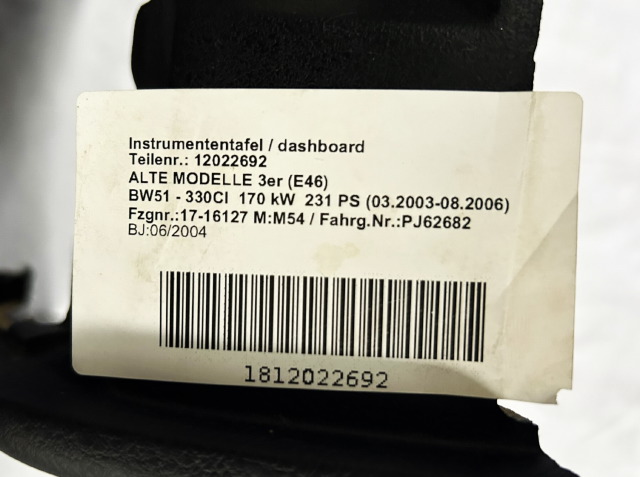 Instrumententafel / dashboard
Teilenr.: 12022692
ALTE MODELLE 3er (E46)
BW51 - 330CI 170 kW 231 PS (03.2003-08.2006)
Fzgnr.:17-16127 M:M54 / Fahrg.Nr.:PJ62682
BJ:06/2004
1812022692